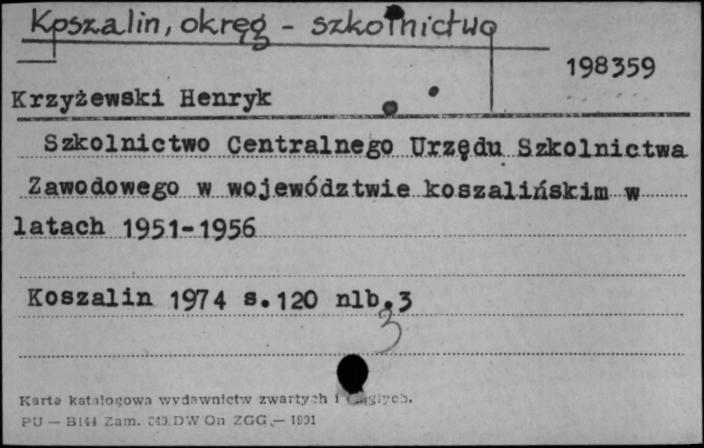 Koszalin, okręg - szkolnictwo
198359
Krzyżewski Henryk
Szkolnictwo Centralnego Urzędu Szkolnictwa
Zawodowego w województwie koszalińskim w
latach 1951-1956
Koszalin 1974 s.120 nlb.3
3
Karta katalogowa wydawnictw zwartych i ciągłych.
PU — B144 Zam. DW On ZGG — 1991